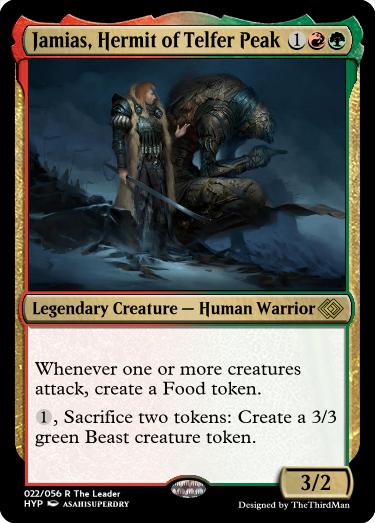 Jamias, Hermit of Telfer Peak 1
Legendary Creature — Human Warrior
Whenever one or more creatures
attack, create a Food token.
1, Sacrifice two tokens: Create a 3/3
green Beast creature token.
3/2
022/056 R The Leader
HYP ASAHISUPERDRY
Designed by TheThirdMan